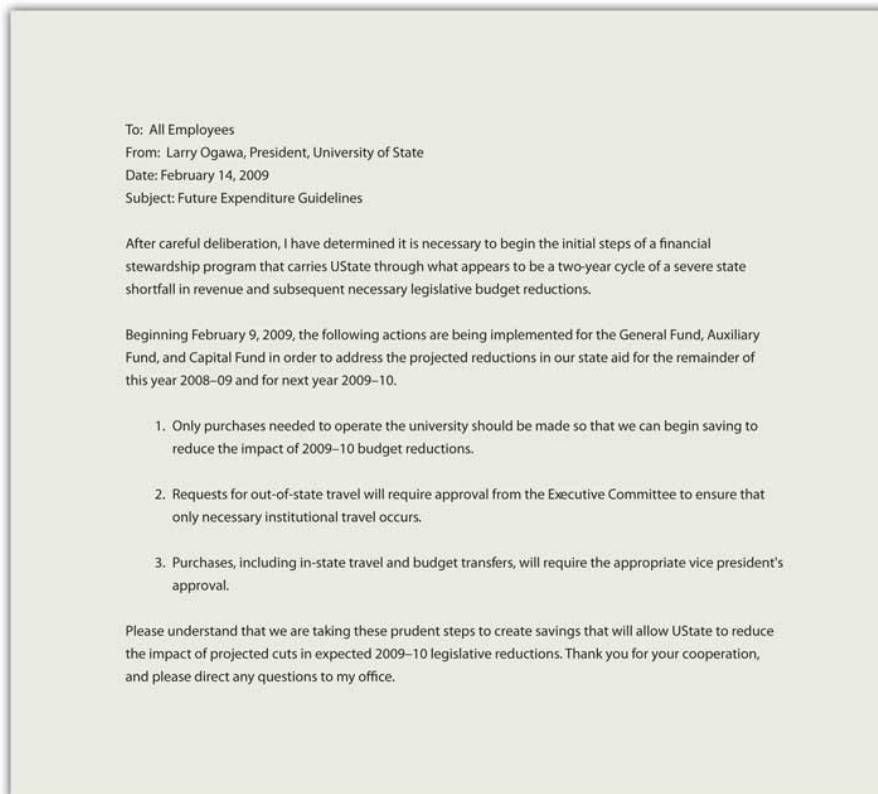 To: All Employees
From: Larry Ogawa, President, University of State
Date: February 14, 2009
Subject: Future Expenditure Guidelines
After careful deliberation, I have determined it is necessary to begin the initial steps of a financial
stewardship program that carries UState through what appears to be a two-year cycle of a severe state
shortfall in revenue and subsequent necessary legislative budget reductions.
Beginning February 9, 2009, the following actions are being implemented for the General Fund, Auxiliary
Fund, and Capital Fund in order to address the projected reductions in our state aid for the remainder of
this year 2008–09 and for next year 2009–10.
1. Only purchases needed to operate the university should be made so that we can begin saving to
reduce the impact of 2009–10 budget reductions.
2. Requests for out-of-state travel will require approval from the Executive Committee to ensure that
only necessary institutional travel occurs.
3. Purchases, including in-state travel and budget transfers, will require the appropriate vice president's
approval.
Please understand that we are taking these prudent steps to create savings that will allow UState to reduce
the impact of projected cuts in expected 2009–10 legislative reductions. Thank you for your cooperation,
and please direct any questions to my office.